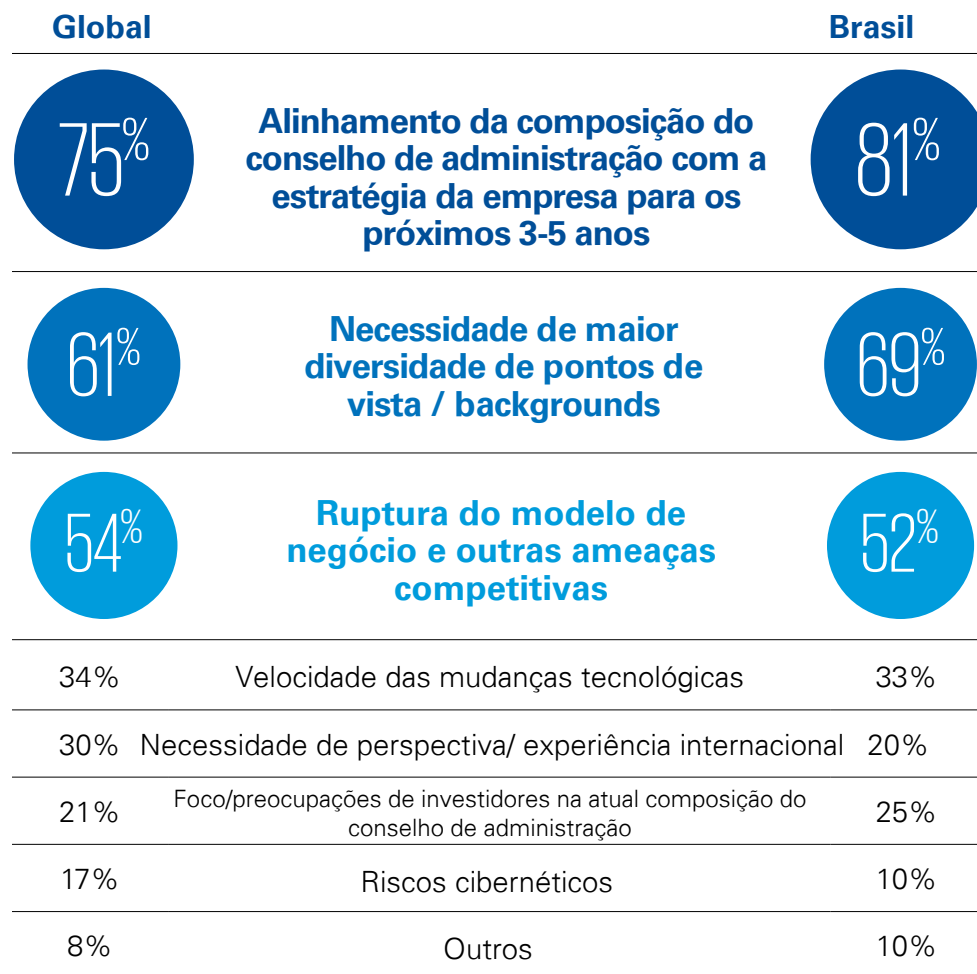 Global Brasil
75% Alinhamento da composição do 81%
conselho de administração com a
estratégia da empresa para os
próximos 3-5 anos
61% Necessidade de maior 69%
diversidade de pontos de
vista / backgrounds
54% Ruptura do modelo de 52%
negócio e outras ameaças
competitivas
34% Velocidade das mudanças tecnológicas 33%
30% Necessidade de perspectiva/ experiência internacional 20%
21% Foco/preocupações de investidores na atual composição do 25%
conselho de administração
17% Riscos cibernéticos 10%
8% Outros 10%